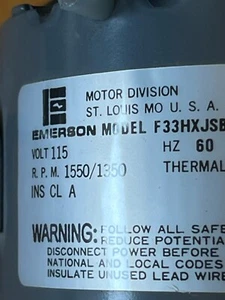 MOTOR DIVISION
ST. LOUIS MO U. S. A.
EMERSON MODEL F33HXJSB
VOLT 115 HZ 60
R. P. M. 1550/1350 THERMAL
INS CL A
WARNING: FOLLOW ALL SAFE
REDUCE POTENTIA
DISCONNECT POWER BEFORE
NATIONAL AND LOCAL CODES
INSULATE UNUSED LEAD WIRE